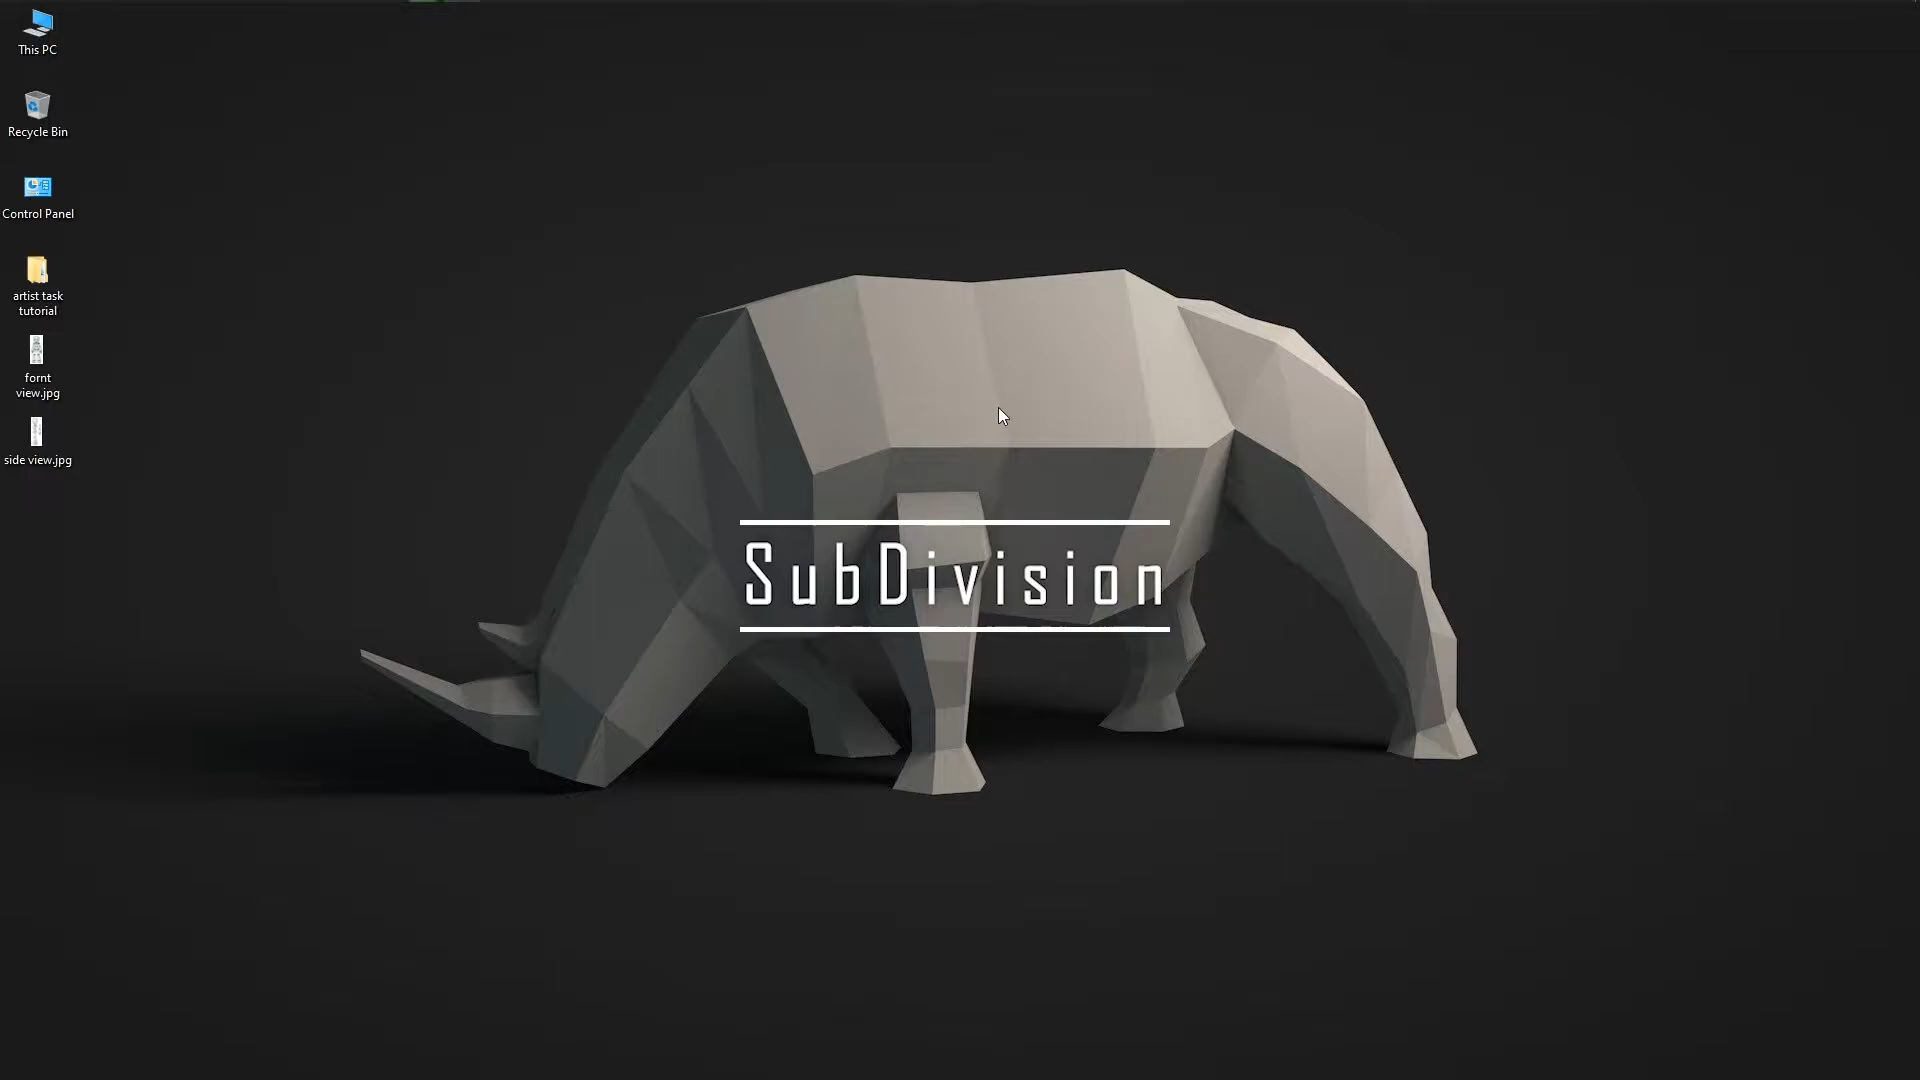 This PC
Recycle Bin
Control Panel
artist task
tutorial
fornt
view.jpg
side view.jpg
SubDivision